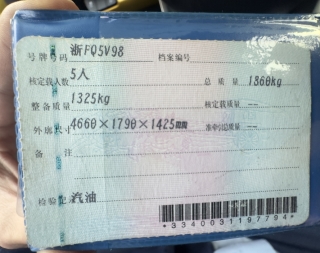 号牌号码 浙FQ5V98 档案编号
核定载人数 5人 总质量 1860kg
整备质量 1325kg 核定载质量 --
外廓尺寸 4660×1790×1425mm 准牵引总质量 --
备注
检验记录 汽油
*3340031197794*